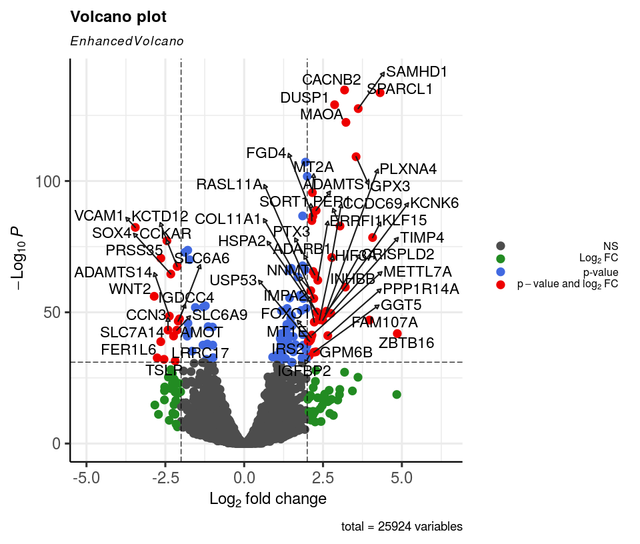 Volcano plot
EnhancedVolcano
SAMHD1
CACNB2
SPARCL1
DUSP1
MAOA
FGD4
MT2A
PLXNA4
RASL11A
ADAMTS1
GPX3
SORT1
PER1
CCDC69
KCNK6
VCAM1
KCTD12
COL11A1
KLF15
SOX4
PTX3
TIMP4
HSPA2
ADARB1
PRSS35
SLC6A6
HIF3A
CRISPLD2
ADAMTS14
NNMT
INHBB
METTL7A
USP53
WNT2
PPP1R14A
IGDCC4
IMPA2
GGT5
CCN3
SLC6A9
FOXO1
FAM107A
SLC7A14
AMOT
MT1E
ZBTB16
FER1L6
LRRC17
IRS2
GPM6B
TSLP
IGFBP2
−Log10 P
100
50
0
-5.0
-2.5
0.0
2.5
5.0
Log2 fold change
NS
Log2 FC
p-value
p − value and log2 FC
total = 25924 variables